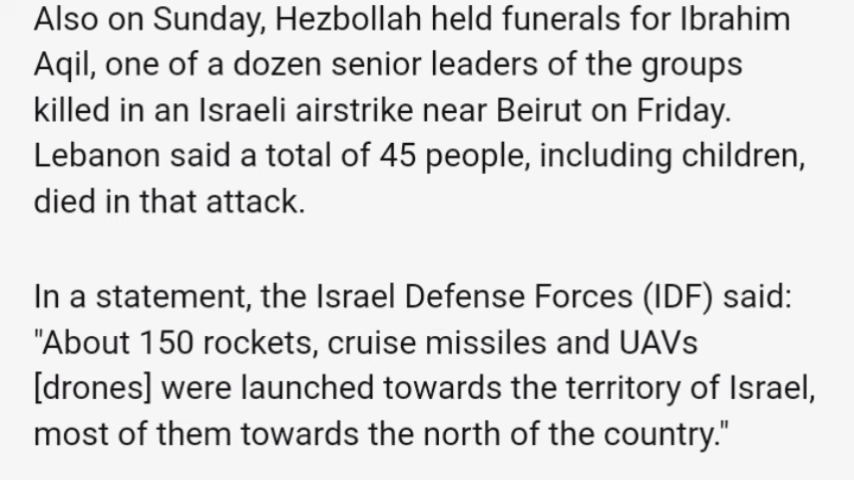 Also on Sunday, Hezbollah held funerals for Ibrahim
Aqil, one of a dozen senior leaders of the groups
killed in an Israeli airstrike near Beirut on Friday.
Lebanon said a total of 45 people, including children,
died in that attack.
In a statement, the Israel Defense Forces (IDF) said:
"About 150 rockets, cruise missiles and UAVs
[drones] were launched towards the territory of Israel,
most of them towards the north of the country."